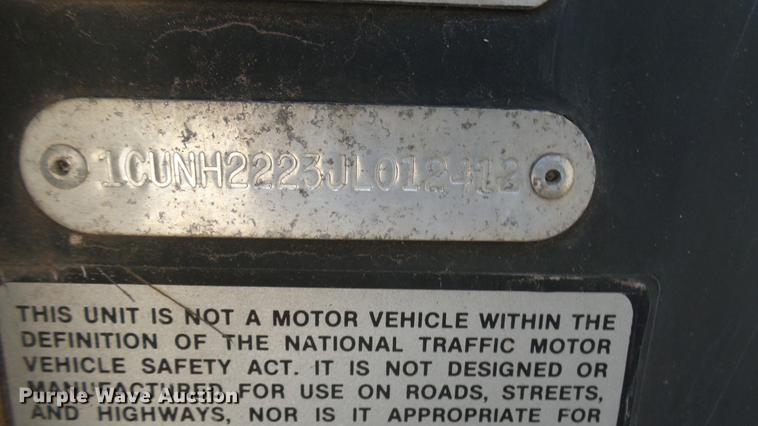 1CUNH2223JL012412
THIS UNIT IS NOT A MOTOR VEHICLE WITHIN THE
DEFINITION OF THE NATIONAL TRAFFIC MOTOR
VEHICLE SAFETY ACT. IT IS NOT DESIGNED OR
MANUFACTURED FOR USE ON ROADS, STREETS,
AND HIGHWAYS, NOR IS IT APPROPRIATE FOR
Purple Wave Auction